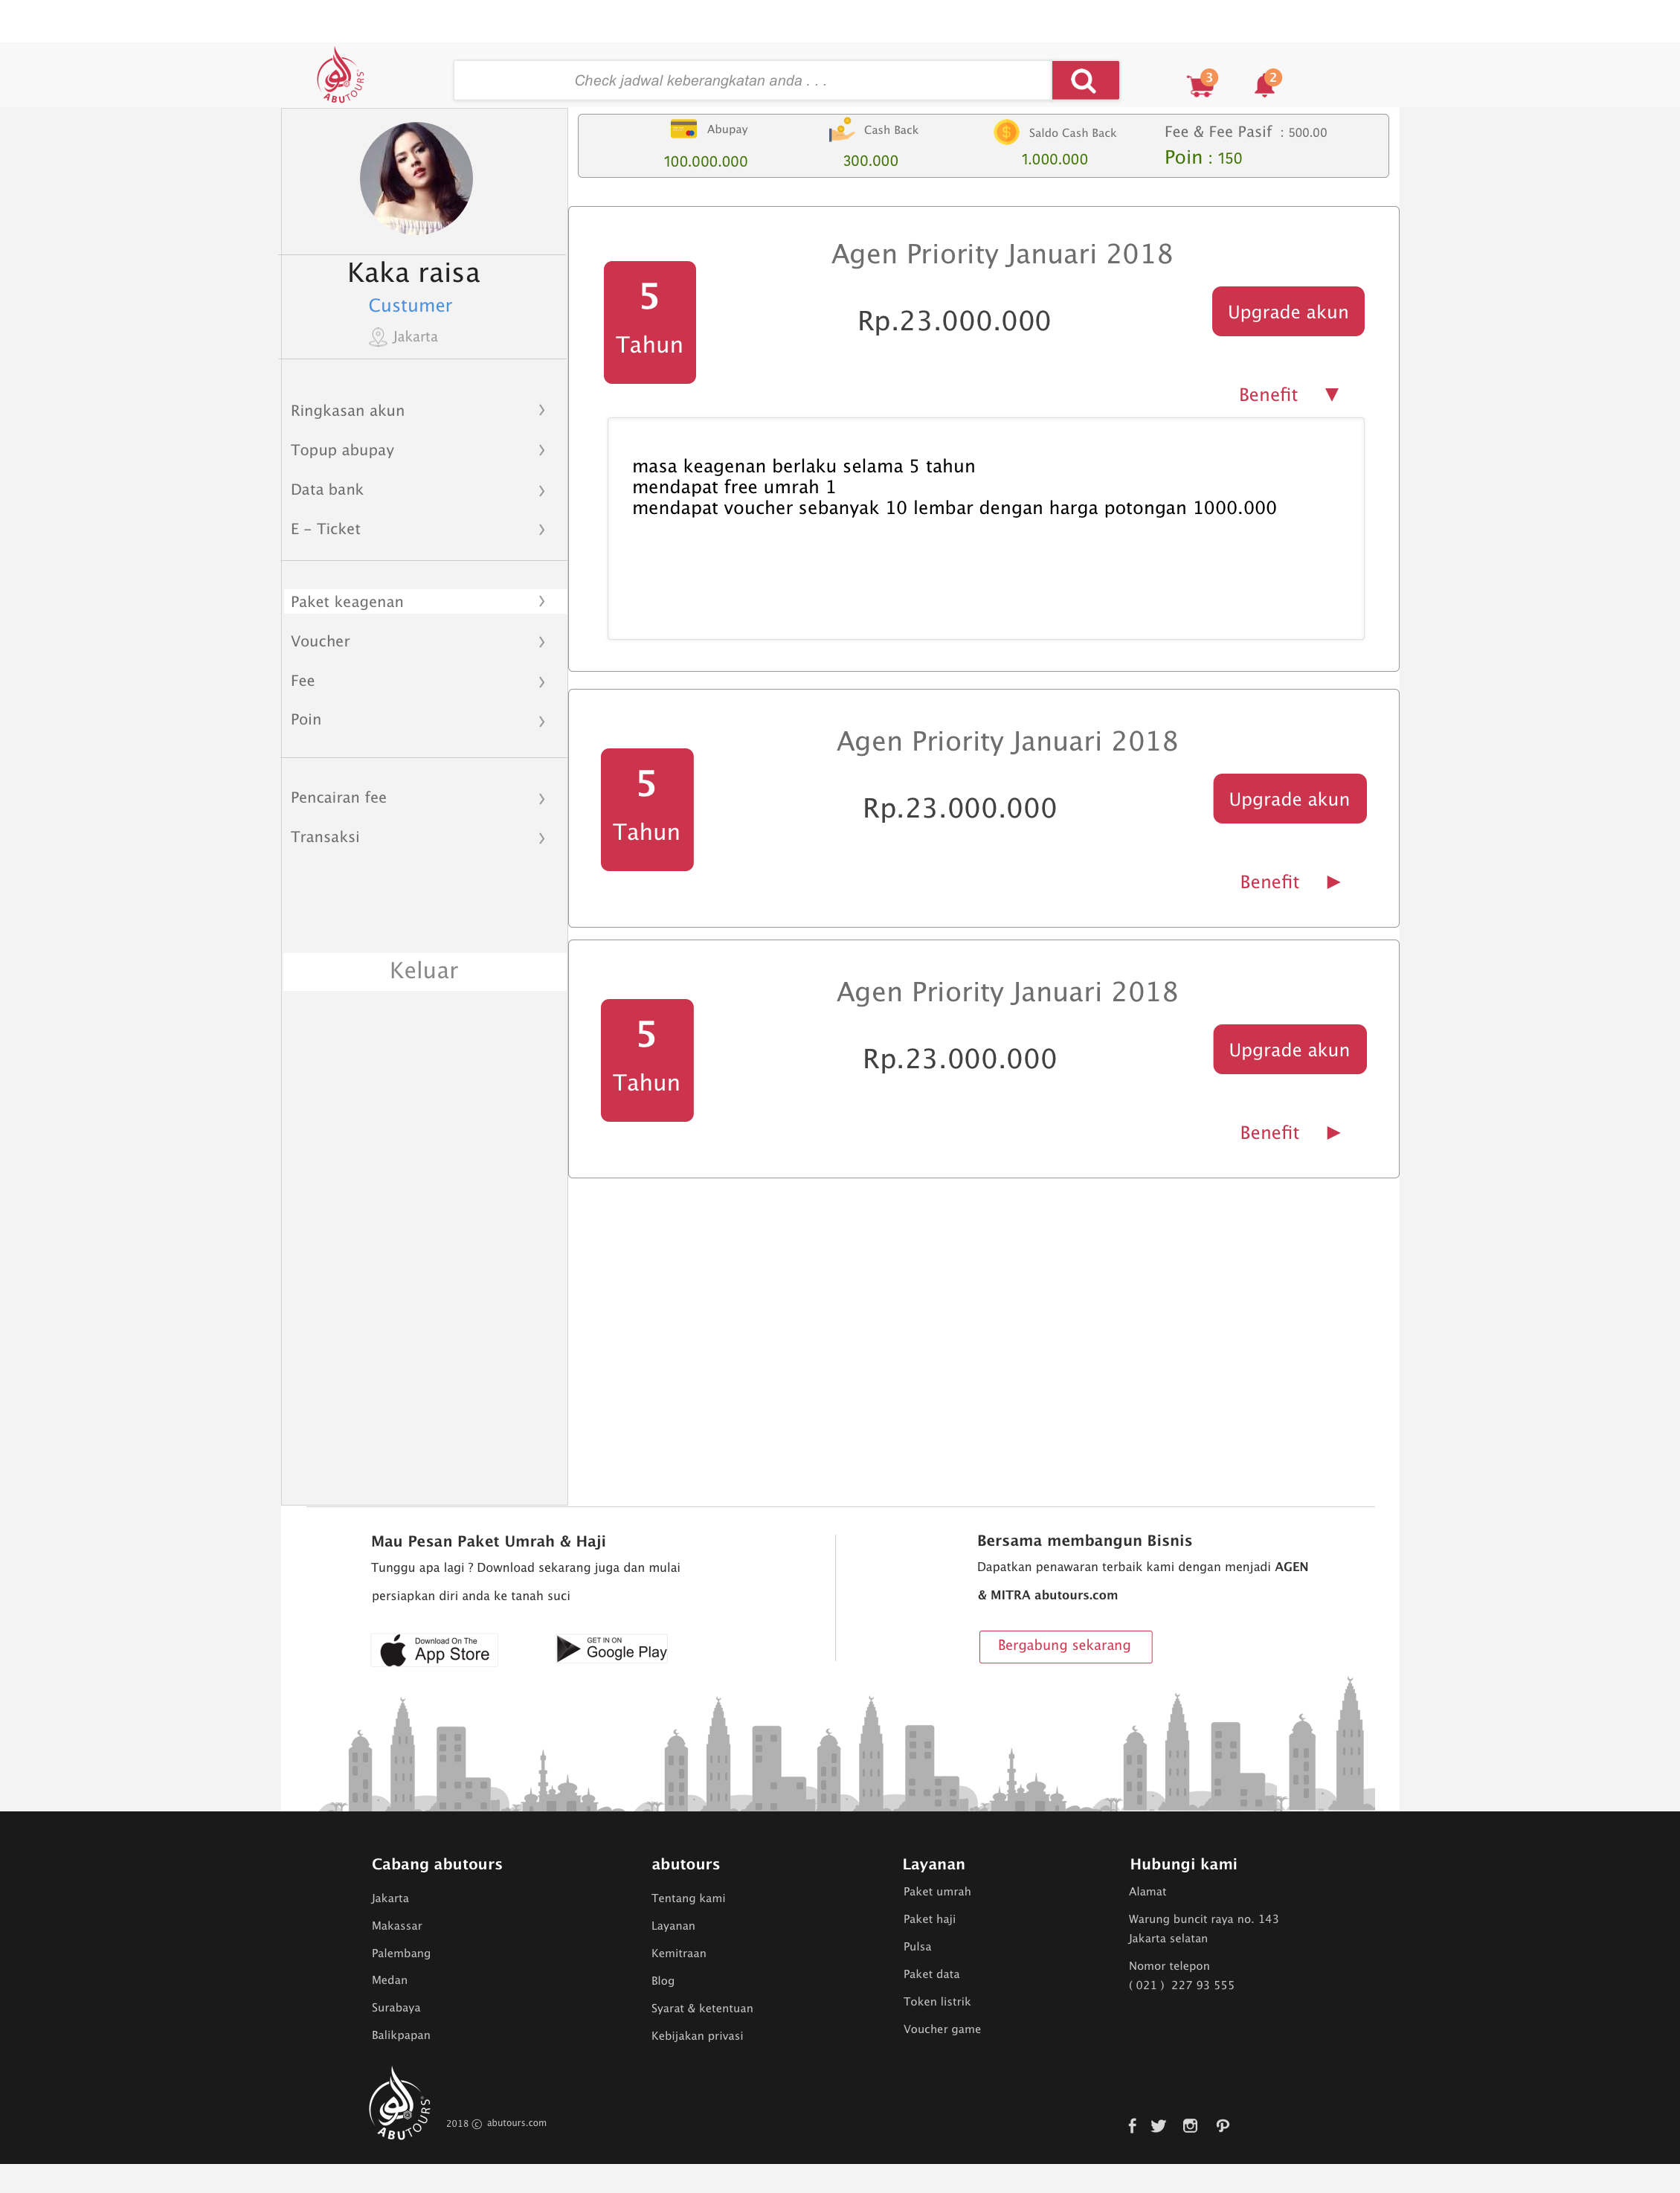 ABUTOURS
Check jadwal keberangkatan anda . . .
3
2
Kaka raisa
Custumer
Jakarta
Ringkasan akun
Topup abupay
Data bank
E - Ticket
Paket keagenan
Voucher
Fee
Poin
Pencairan fee
Transaksi
Keluar
Abupay
100.000.000
Cash Back
300.000
Saldo Cash Back
1.000.000
Fee & Fee Pasif : 500.00
Poin : 150
Agen Priority Januari 2018
5
Tahun
Rp.23.000.000
Upgrade akun
Benefit
masa keagenan berlaku selama 5 tahun
mendapat free umrah 1
mendapat voucher sebanyak 10 lembar dengan harga potongan 1000.000
Agen Priority Januari 2018
5
Tahun
Rp.23.000.000
Upgrade akun
Benefit
Agen Priority Januari 2018
5
Tahun
Rp.23.000.000
Upgrade akun
Benefit
Mau Pesan Paket Umrah & Haji
Tunggu apa lagi ? Download sekarang juga dan mulai
persiapkan diri anda ke tanah suci
Download On The
App Store
GET IN ON
Google Play
Bersama membangun Bisnis
Dapatkan penawaran terbaik kami dengan menjadi AGEN
& MITRA abutours.com
Bergabung sekarang
Cabang abutours
Jakarta
Makassar
Palembang
Medan
Surabaya
Balikpapan
abutours
Tentang kami
Layanan
Kemitraan
Blog
Syarat & ketentuan
Kebijakan privasi
Layanan
Paket umrah
Paket haji
Pulsa
Paket data
Token listrik
Voucher game
Hubungi kami
Alamat
Warung buncit raya no. 143
Jakarta selatan
Nomor telepon
( 021 ) 227 93 555
ABUTOURS
2018 © abutours.com